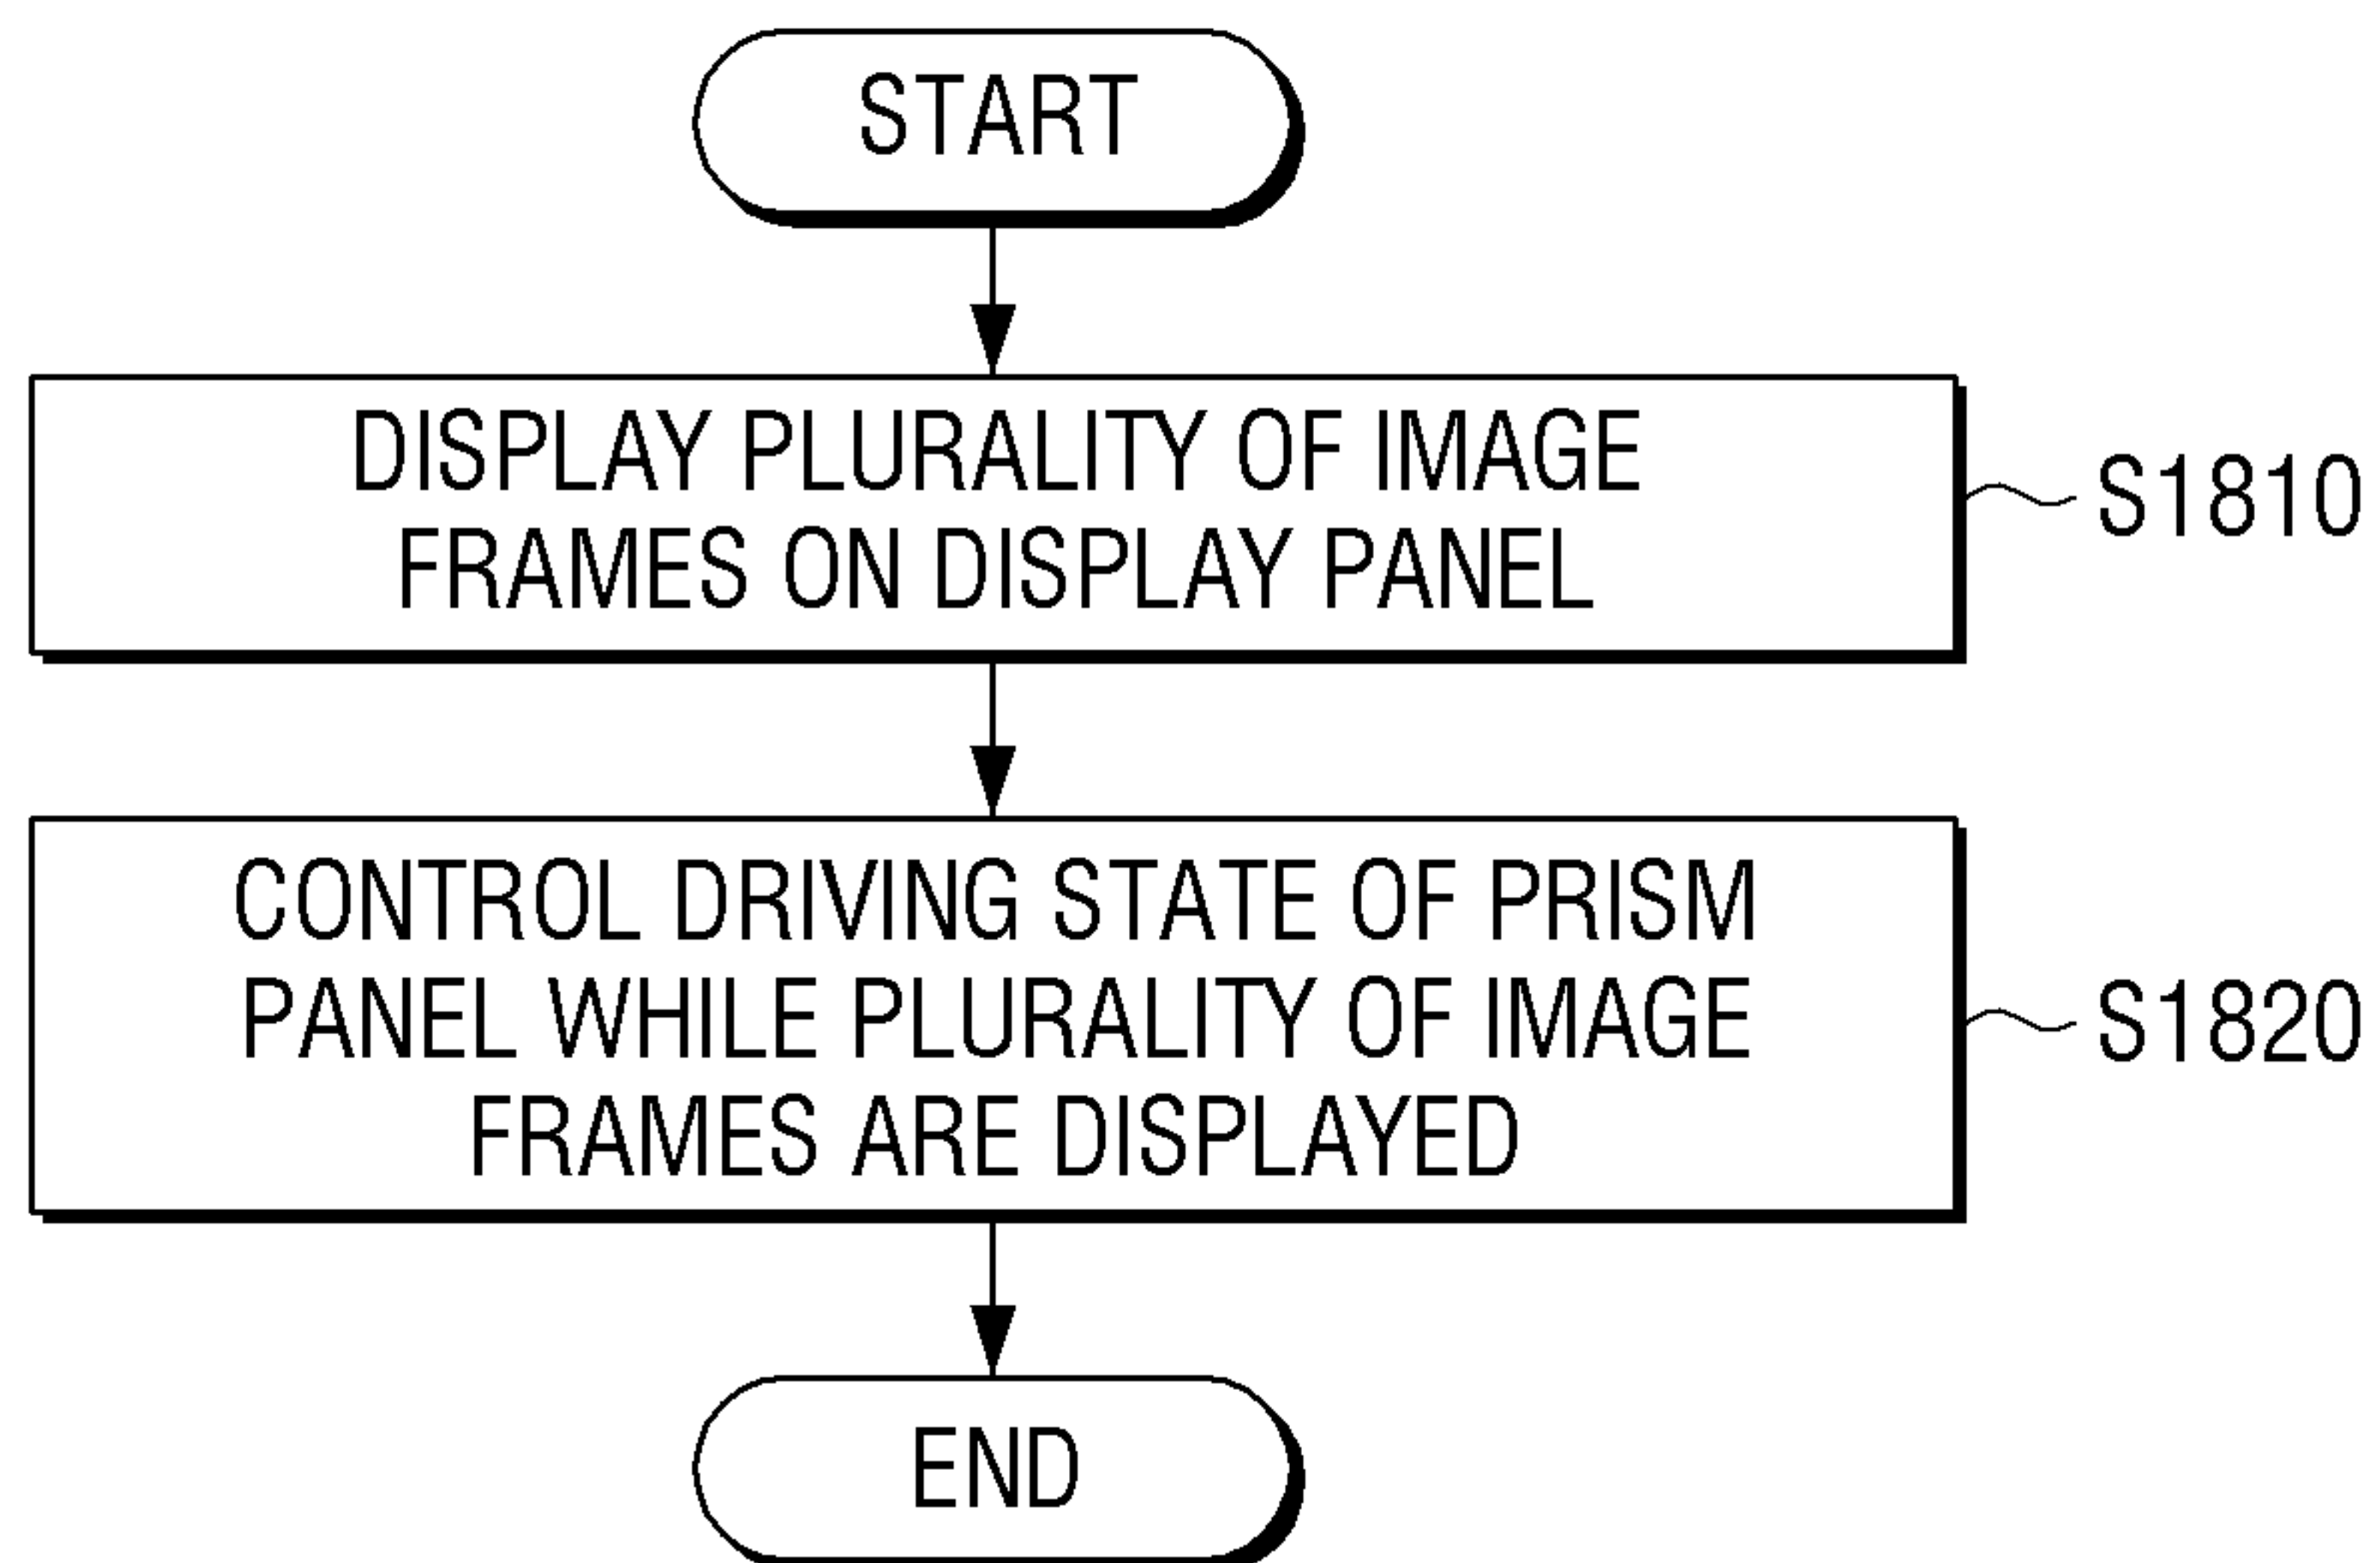 START
DISPLAY PLURALITY OF IMAGE
FRAMES ON DISPLAY PANEL
S1810
CONTROL DRIVING STATE OF PRISM
PANEL WHILE PLURALITY OF IMAGE
FRAMES ARE DISPLAYED
S1820
END